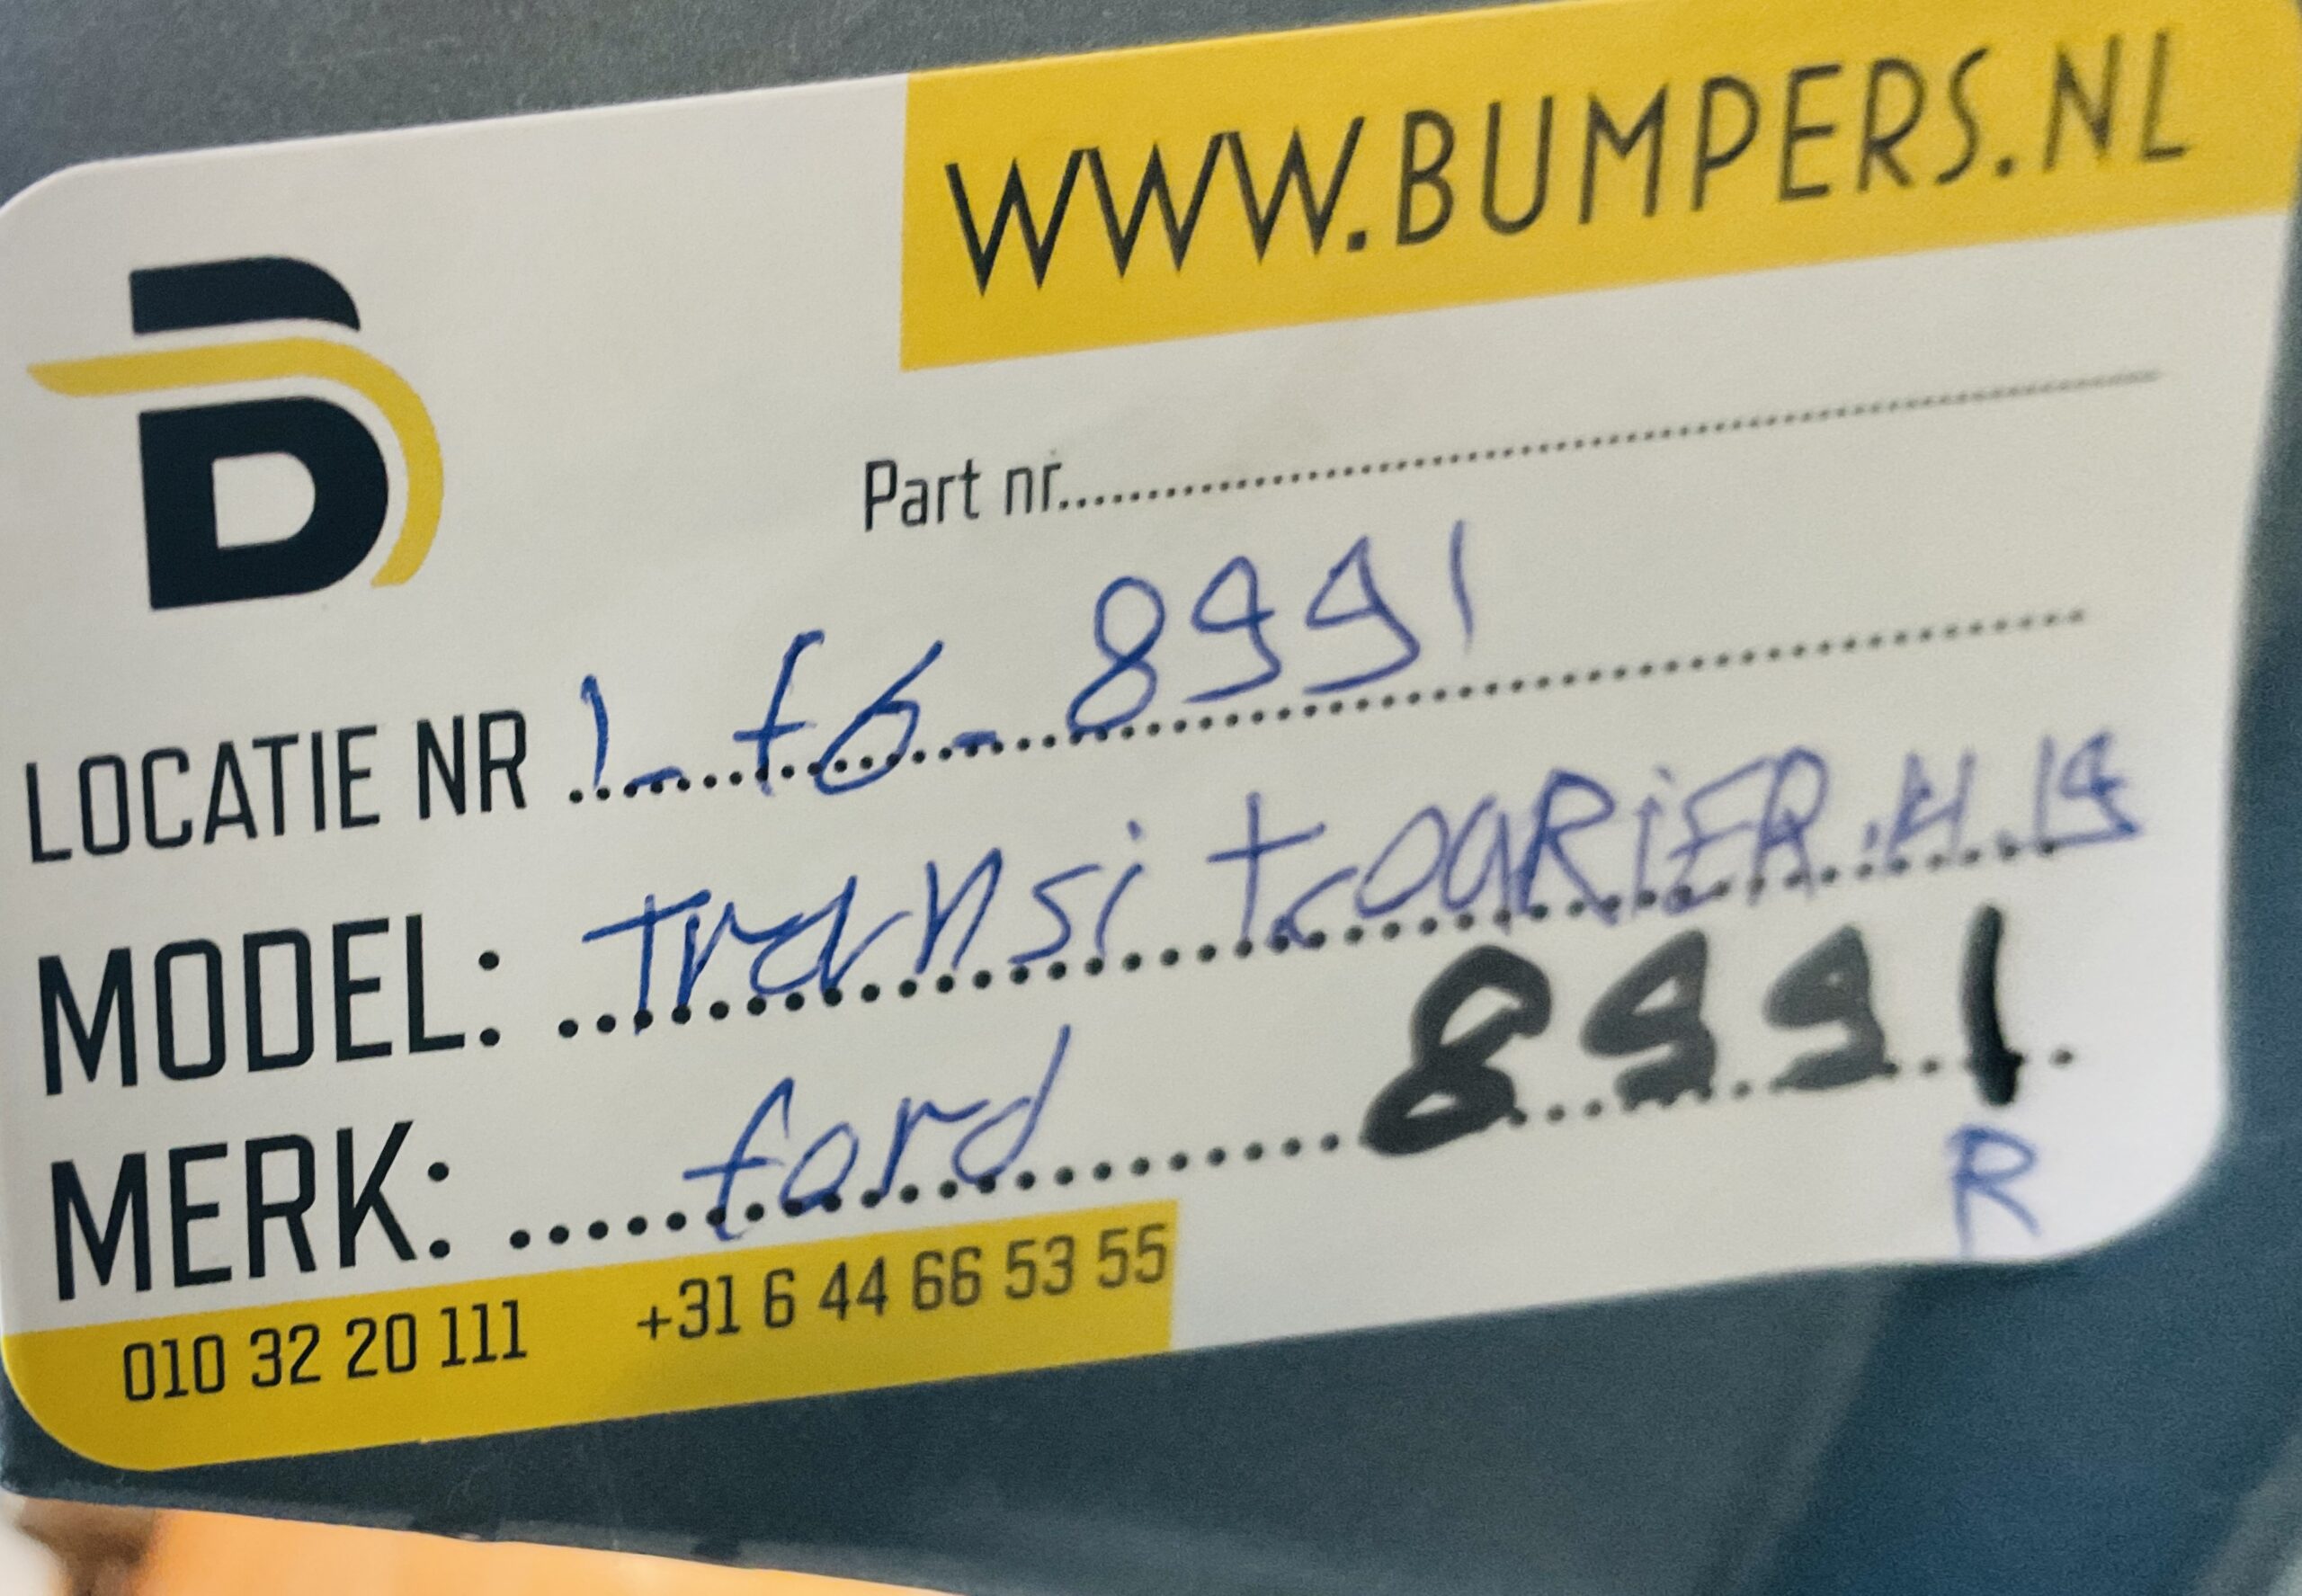 WWW.BUMPERS.NL
B
Part nr.
LOCATIE NR 1-f6-8991
MODEL: Transit COURIER
MERK: ford 8991
R
010 32 20 111 +31 6 44 66 53 55